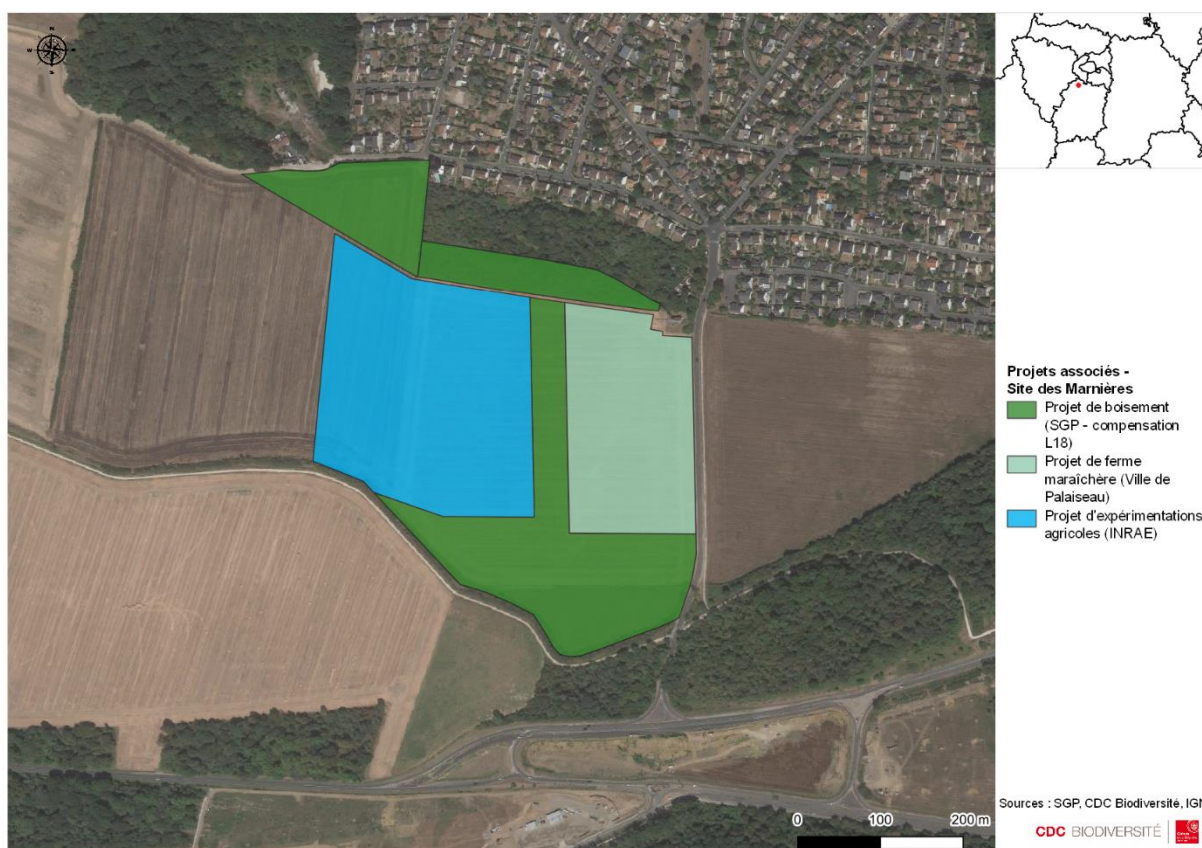 Projets associés -
Site des Marnières
Projet de boisement
(SGP - compensation
L18)
Projet de ferme
maraîchère (Ville de
Palaiseau)
Projet d'expérimentations
agricoles (INRAE)
Sources : SGP, CDC Biodiversité, IGN
0 100 200 m
CDC BIODIVERSITÉ